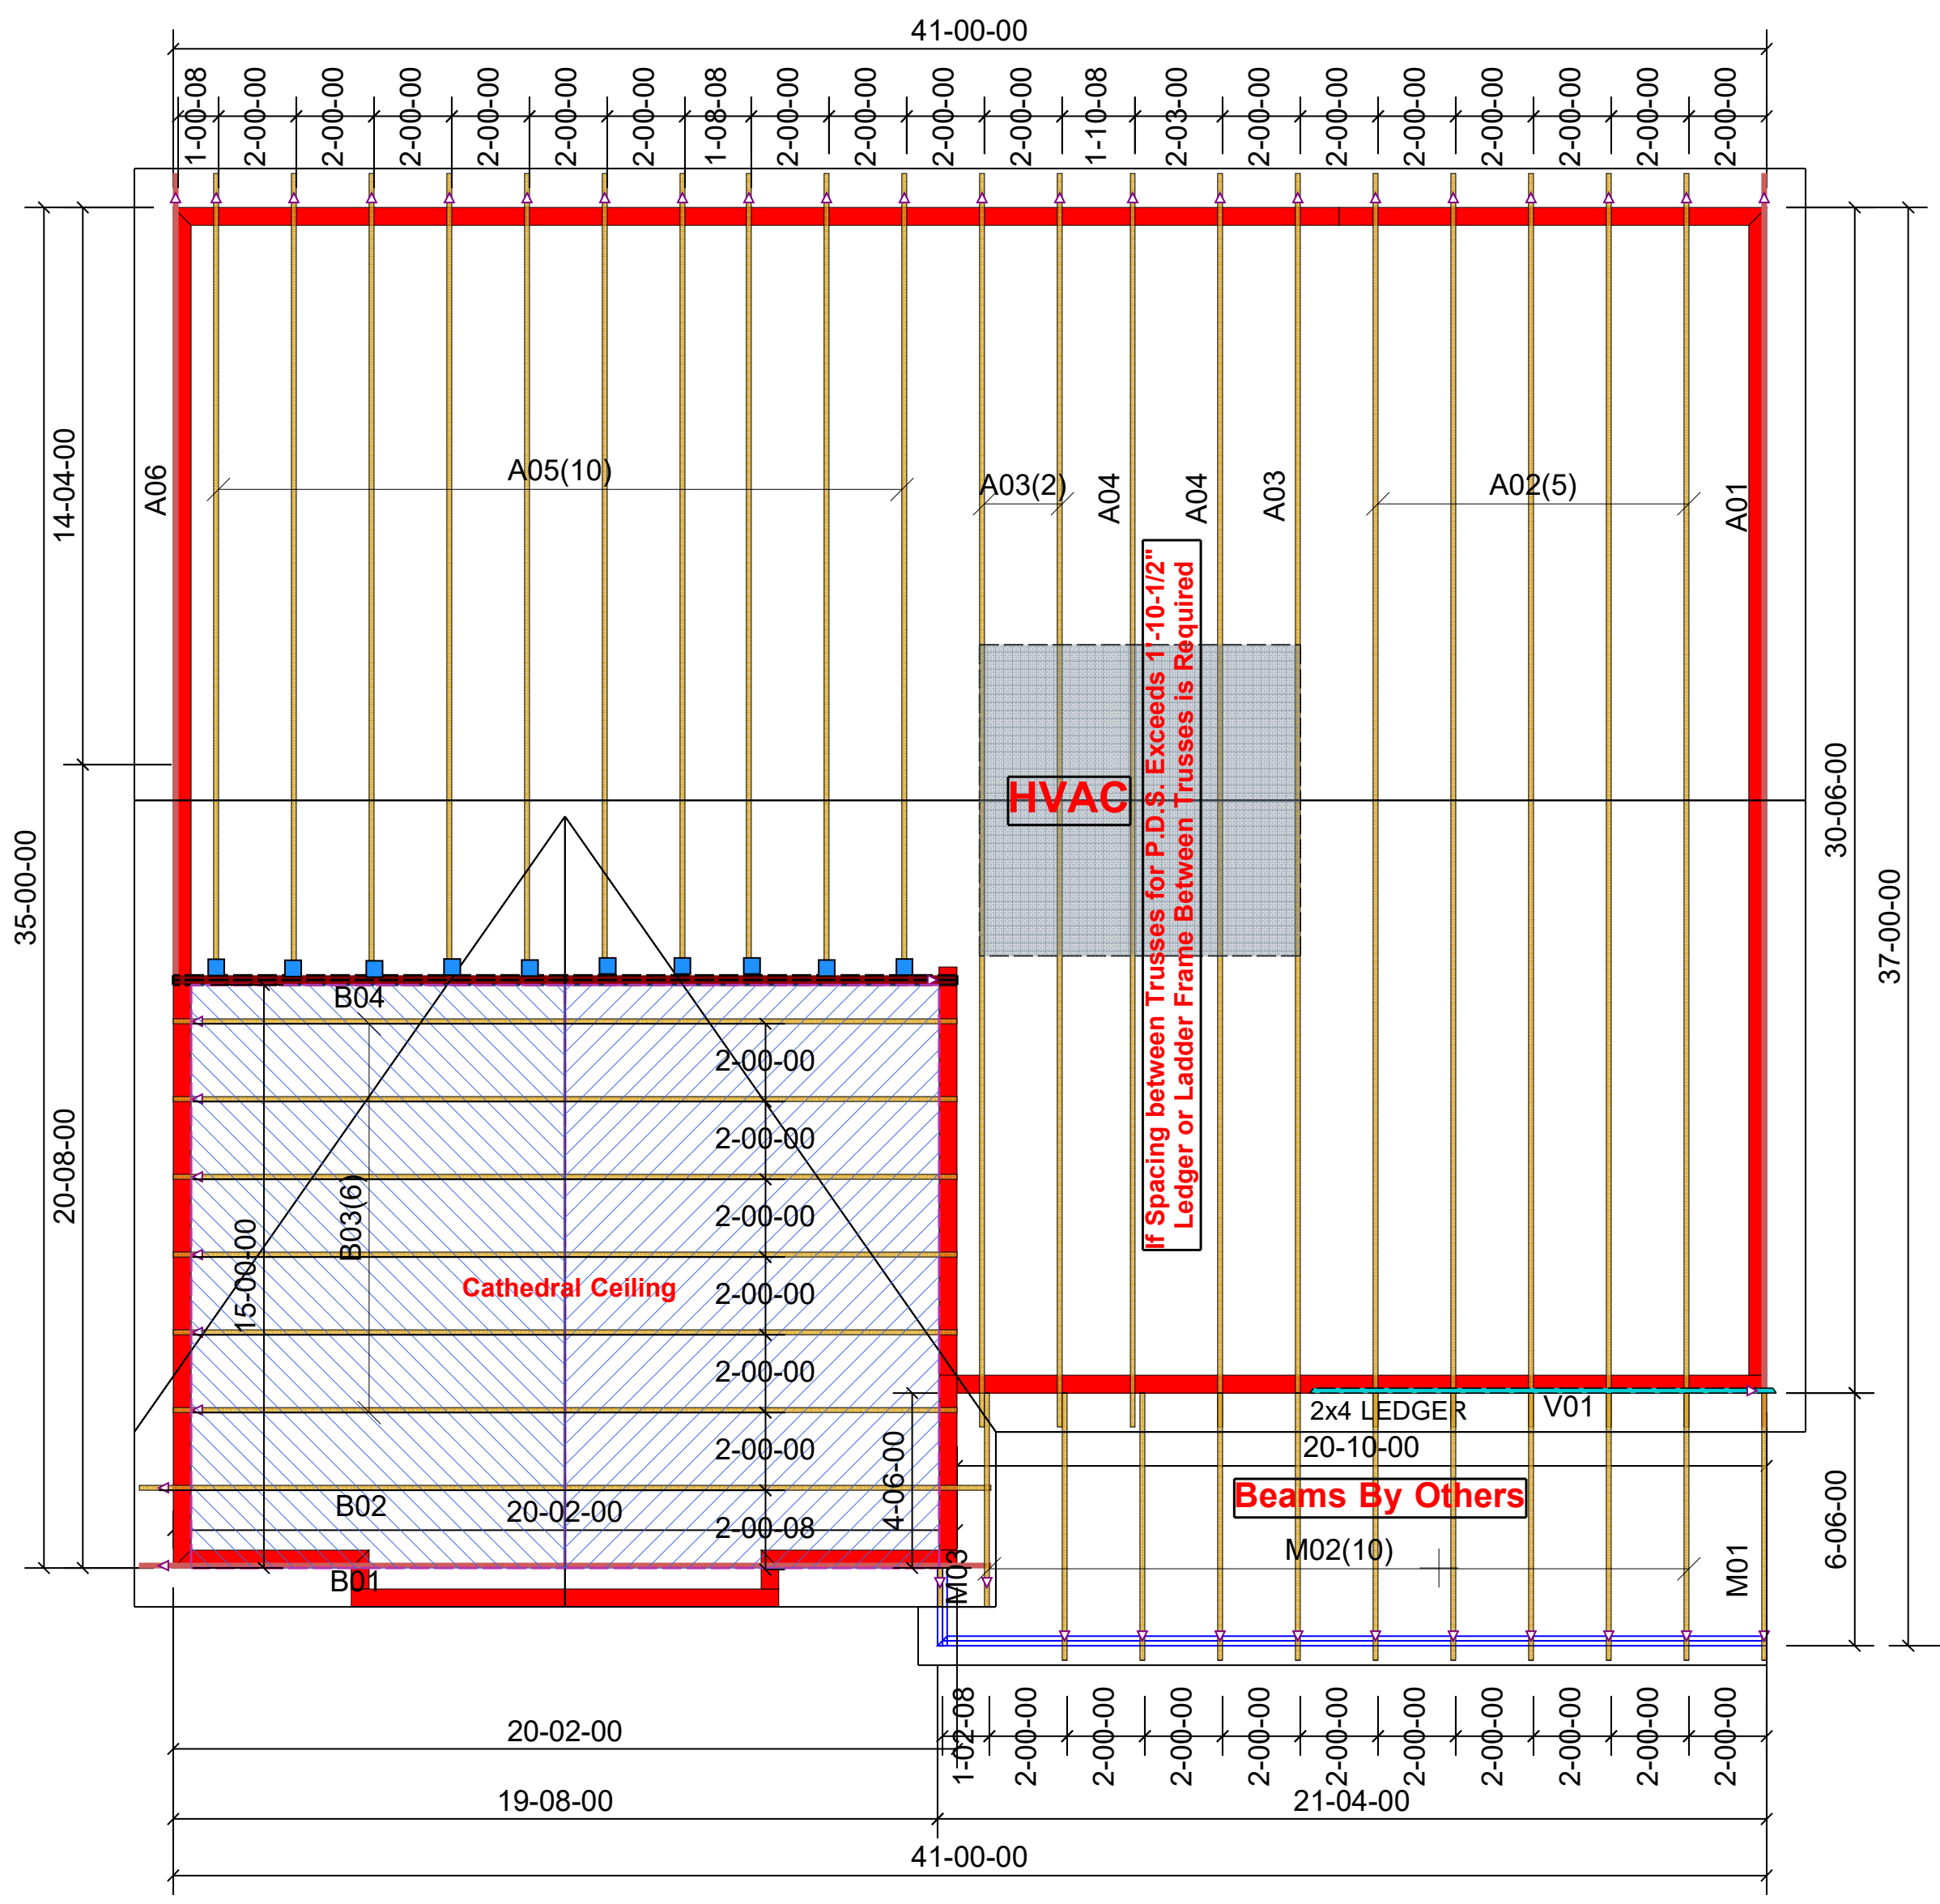 41-00-00
1-00-08
2-00-00
2-00-00
2-00-00
2-00-00
2-00-00
2-00-00
1-08-08
2-00-00
2-00-00
2-00-00
2-00-00
1-10-08
2-03-00
2-00-00
2-00-00
2-00-00
2-00-00
2-00-00
2-00-00
2-00-00
14-04-00
35-00-00
20-08-00
A06
A05(10)
A03(2)
A04
A04
A03
A02(5)
A01
If Spacing between Trusses for P.D.S. Exceeds 1'-10-1/2"
Ledger or Ladder Frame Between Trusses is Required
HVAC
30-06-00
37-00-00
6-06-00
B04
2-00-00
2-00-00
2-00-00
2-00-00
2-00-00
2-00-00
2-00-08
B03(6)
15-00-00
Cathedral Ceiling
B02
20-02-00
B01
4-06-00
2x4 LEDGER
V01
20-10-00
Beams By Others
M02(10)
M03
M01
1-02-08
2-00-00
2-00-00
2-00-00
2-00-00
2-00-00
2-00-00
2-00-00
2-00-00
2-00-00
2-00-00
20-02-00
19-08-00
21-04-00
41-00-00